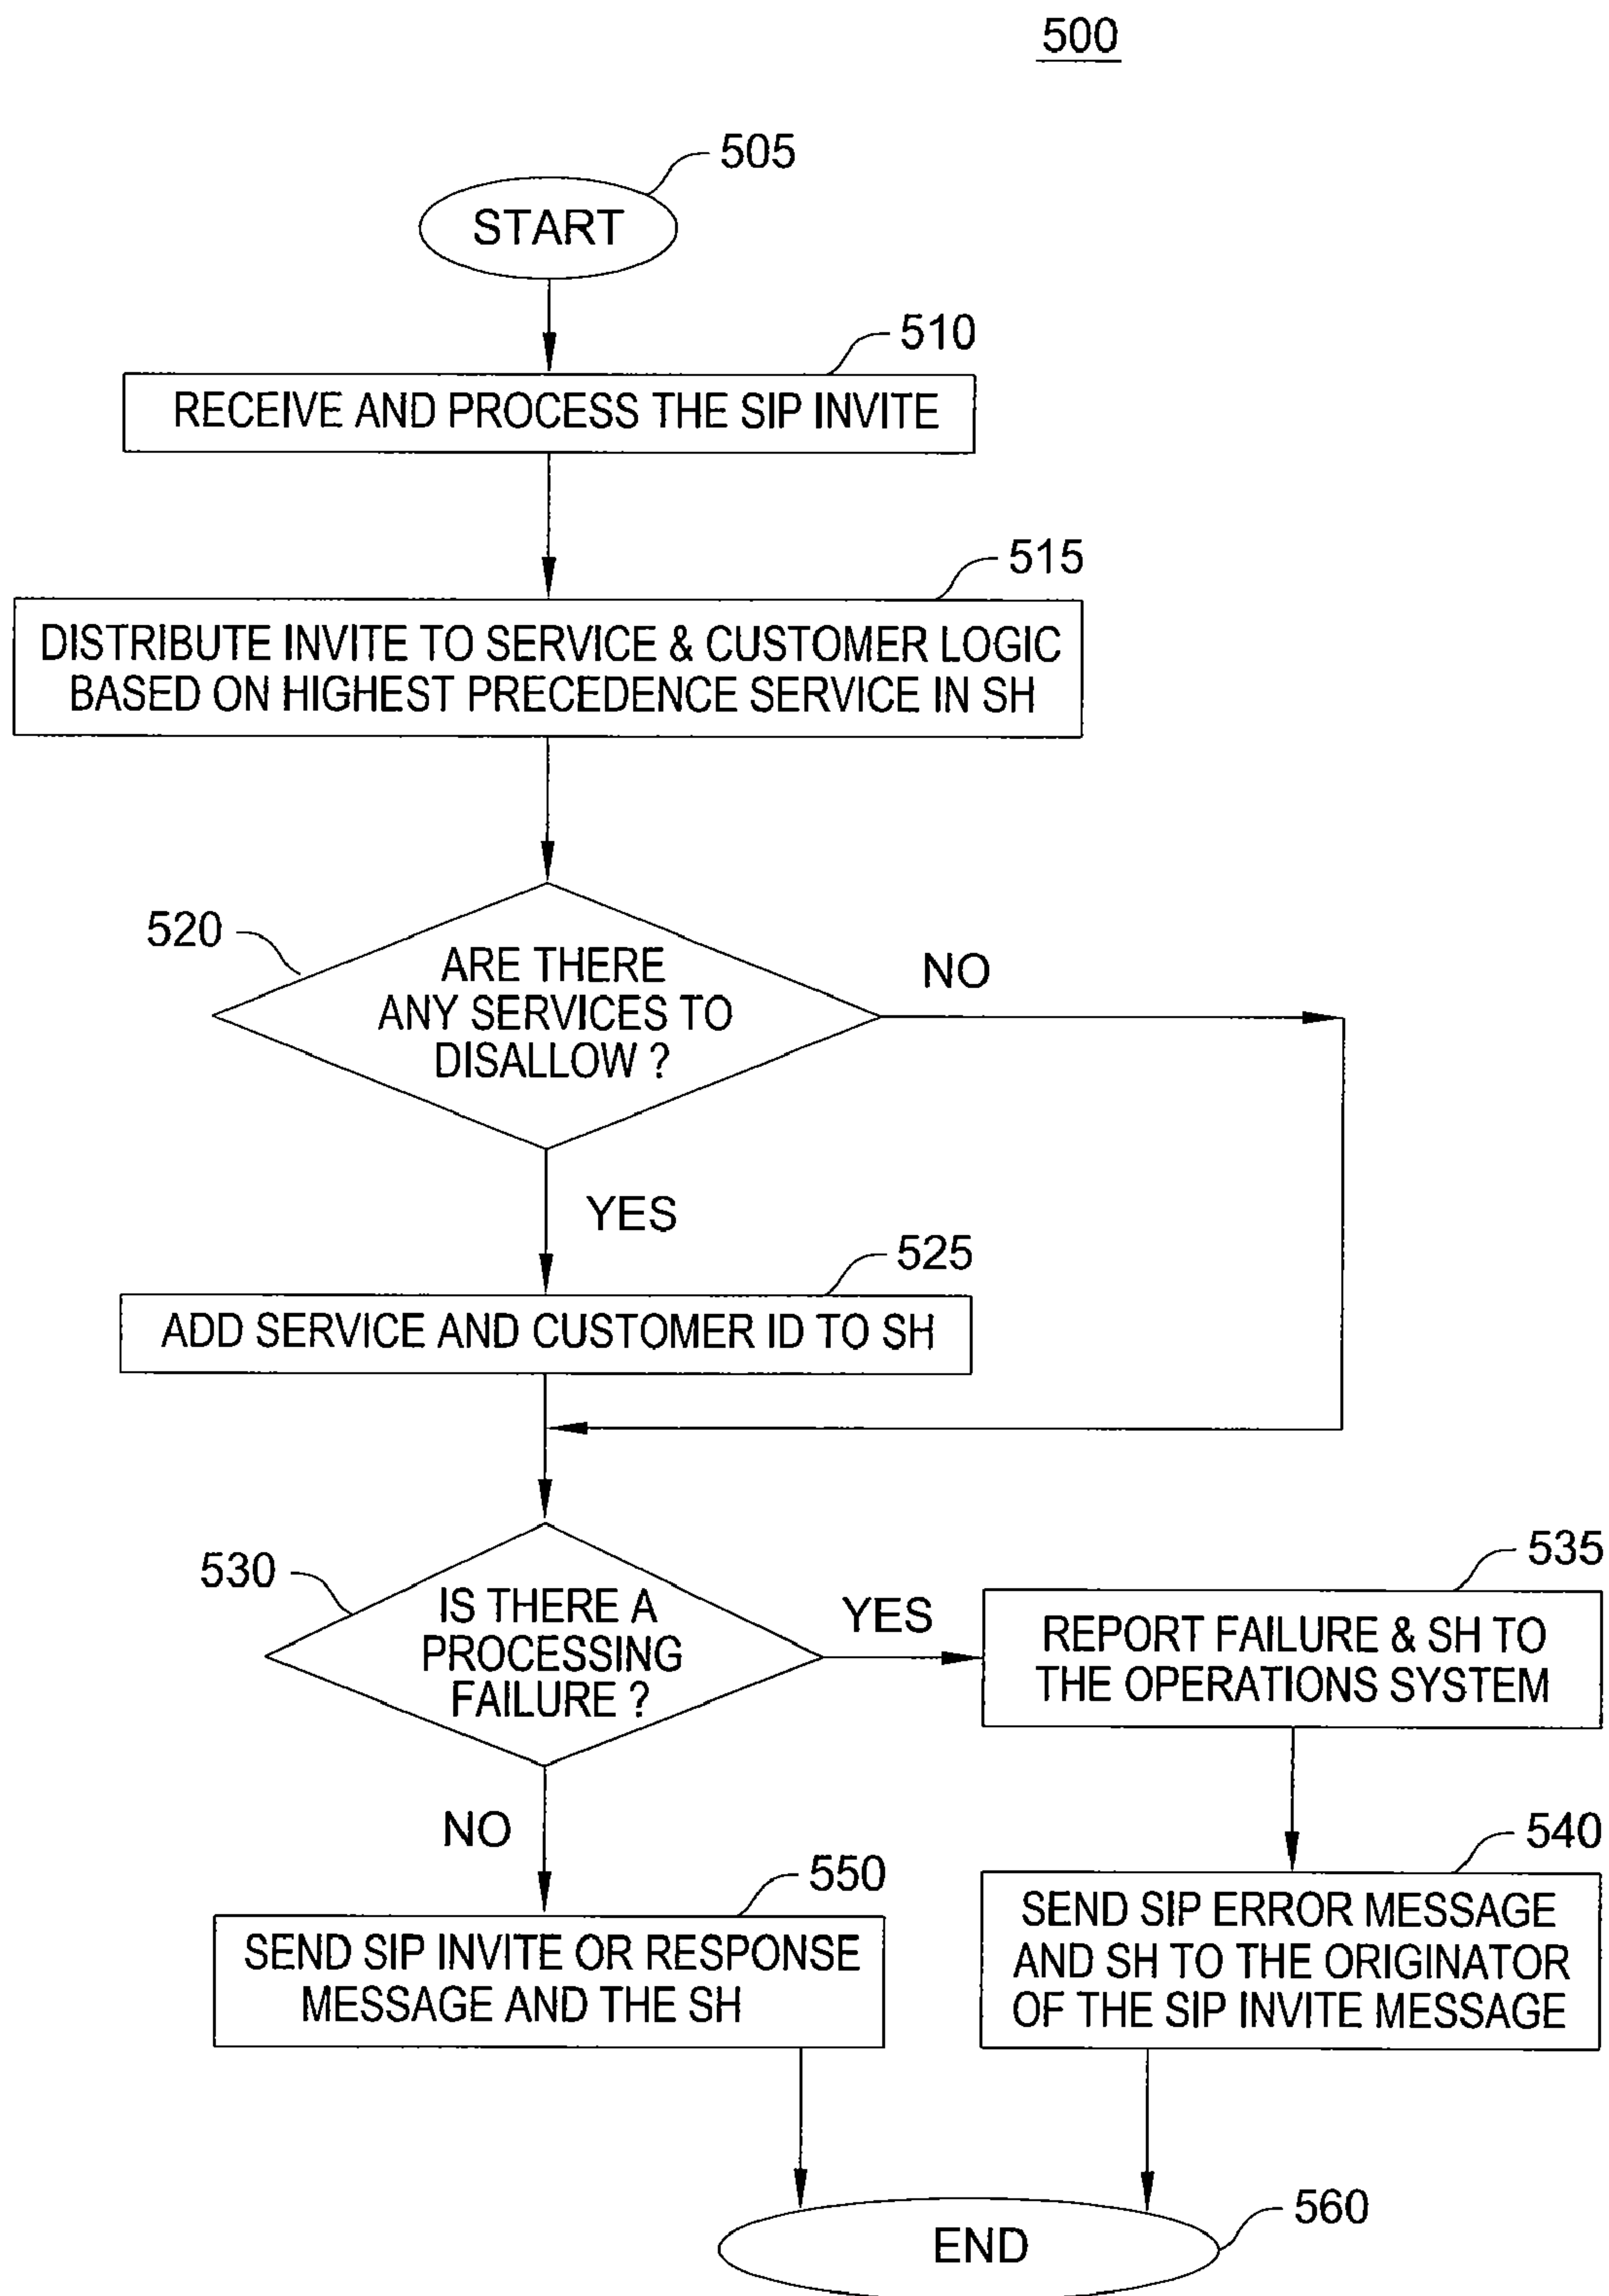 500
505
START
510
RECEIVE AND PROCESS THE SIP INVITE
515
DISTRIBUTE INVITE TO SERVICE & CUSTOMER LOGIC
BASED ON HIGHEST PRECEDENCE SERVICE IN SH
520
ARE THERE
ANY SERVICES TO
DISALLOW ?
NO
YES
525
ADD SERVICE AND CUSTOMER ID TO SH
530
IS THERE A
PROCESSING
FAILURE ?
YES
535
REPORT FAILURE & SH TO
THE OPERATIONS SYSTEM
NO
540
SEND SIP ERROR MESSAGE
AND SH TO THE ORIGINATOR
OF THE SIP INVITE MESSAGE
550
SEND SIP INVITE OR RESPONSE
MESSAGE AND THE SH
560
END